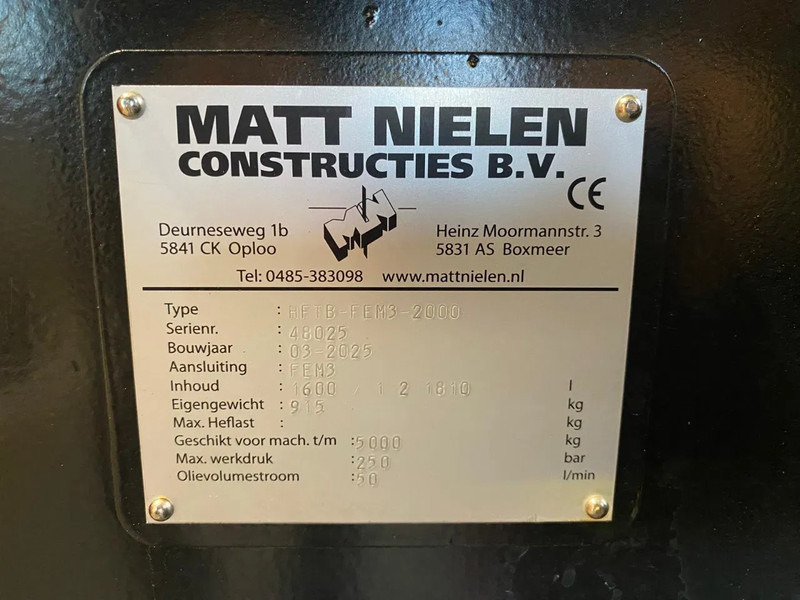 MATT NIELEN
CONSTRUCTIES B.V.
CE
Deurneseweg 1b
5841 CK Oploo
Heinz Moormannstr. 3
5831 AS Boxmeer
Tel: 0485-383098 www.mattnielen.nl
Type : HFTB-FEM3-2000
Serienr. : 48025
Bouwjaar : 03-2025
Aansluiting : FEM3
Inhoud : 1600 / 1 2 1810 l
Eigengewicht : 915 kg
Max. Heflast : kg
Geschikt voor mach. t/m : 5000 kg
Max. werkdruk : 250 bar
Olievolumestroom : 50 l/min